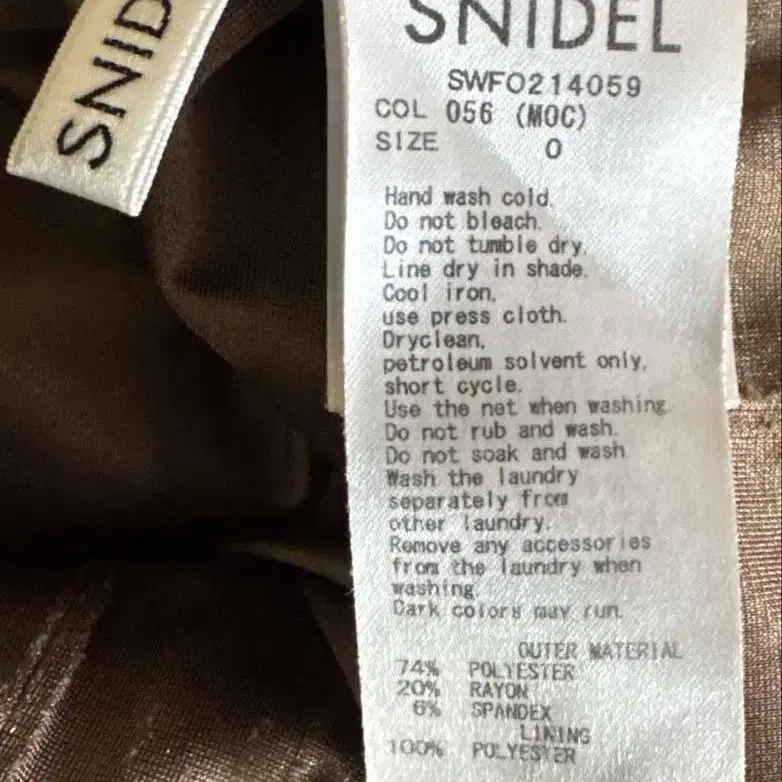 SNID
SNIDEL
SWFO214059
COL 056 (MOC)
SIZE 0
Hand wash cold.
Do not bleach.
Do not tumble dry.
Line dry in shade.
Cool iron,
use press cloth.
Dryclean,
petroleum solvent only,
short cycle.
Use the net when washing.
Do not rub and wash.
Do not soak and wash
Wash the laundry
separately from
other laundry.
Remove any accessories
from the laundry when
washing.
Dark colors may run.
OUTER MATERIAL
74% POLYESTER
20% RAYON
6% SPANDEX
LINING
100% POLYESTER